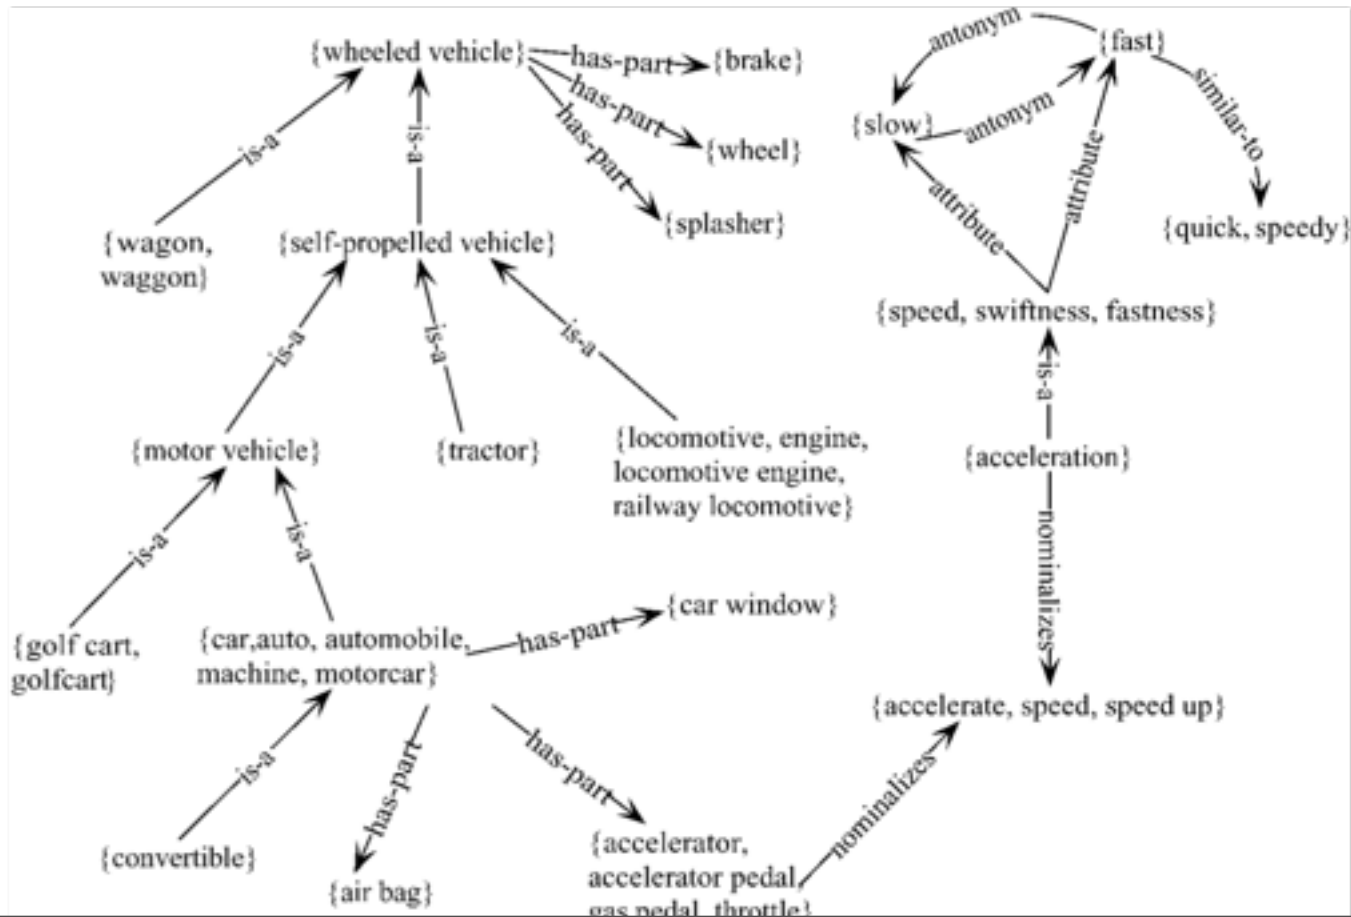 {wheeled vehicle}
has-part
{brake}
has-part
{wheel}
has-part
{splasher}
is-a
is-a
{wagon,
waggon}
{self-propelled vehicle}
is-a
is-a
is-a
{motor vehicle}
{tractor}
{locomotive, engine,
locomotive engine,
railway locomotive}
is-a
is-a
{golf cart,
golfcart}
{car,auto, automobile,
machine, motorcar}
has-part
{car window}
is-a
has-part
has-part
{convertible}
{air bag}
{accelerator,
accelerator pedal,
gas pedal, throttle}
nominalizes
antonym
{fast}
{slow}
antonym
similar-to
{quick, speedy}
attribute
attribute
{speed, swiftness, fastness}
is-a
{acceleration}
nominalizes
{accelerate, speed, speed up}